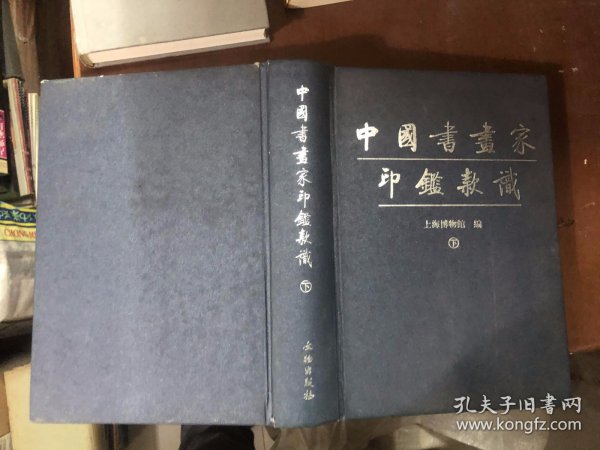 中國書畫家
印鑑款識
上海博物館 編
下
中國書畫家印鑑款識
下
文物出版社
孔夫子旧书网
www.kongfz.com